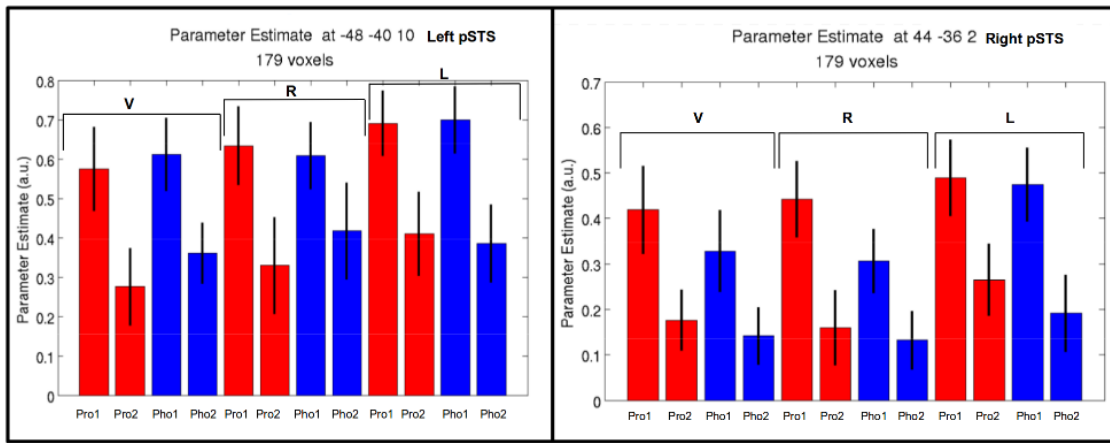 Parameter Estimate at -48 -40 10 Left pSTS
179 voxels
V
R
L
Parameter Estimate (a.u.)
0.8
0.7
0.6
0.5
0.4
0.3
0.2
0.1
0
Pro1 Pro2 Pho1 Pho2 Pro1 Pro2 Pho1 Pho2 Pro1 Pro2 Pho1 Pho2
Parameter Estimate at 44 -36 2 Right pSTS
179 voxels
V R L
Parameter Estimate (a.u.)
0.7
0.6
0.5
0.4
0.3
0.2
0.1
0
Pro1 Pro2 Pho1 Pho2 Pro1 Pro2 Pho1 Pho2 Pro1 Pro2 Pho1 Pho2